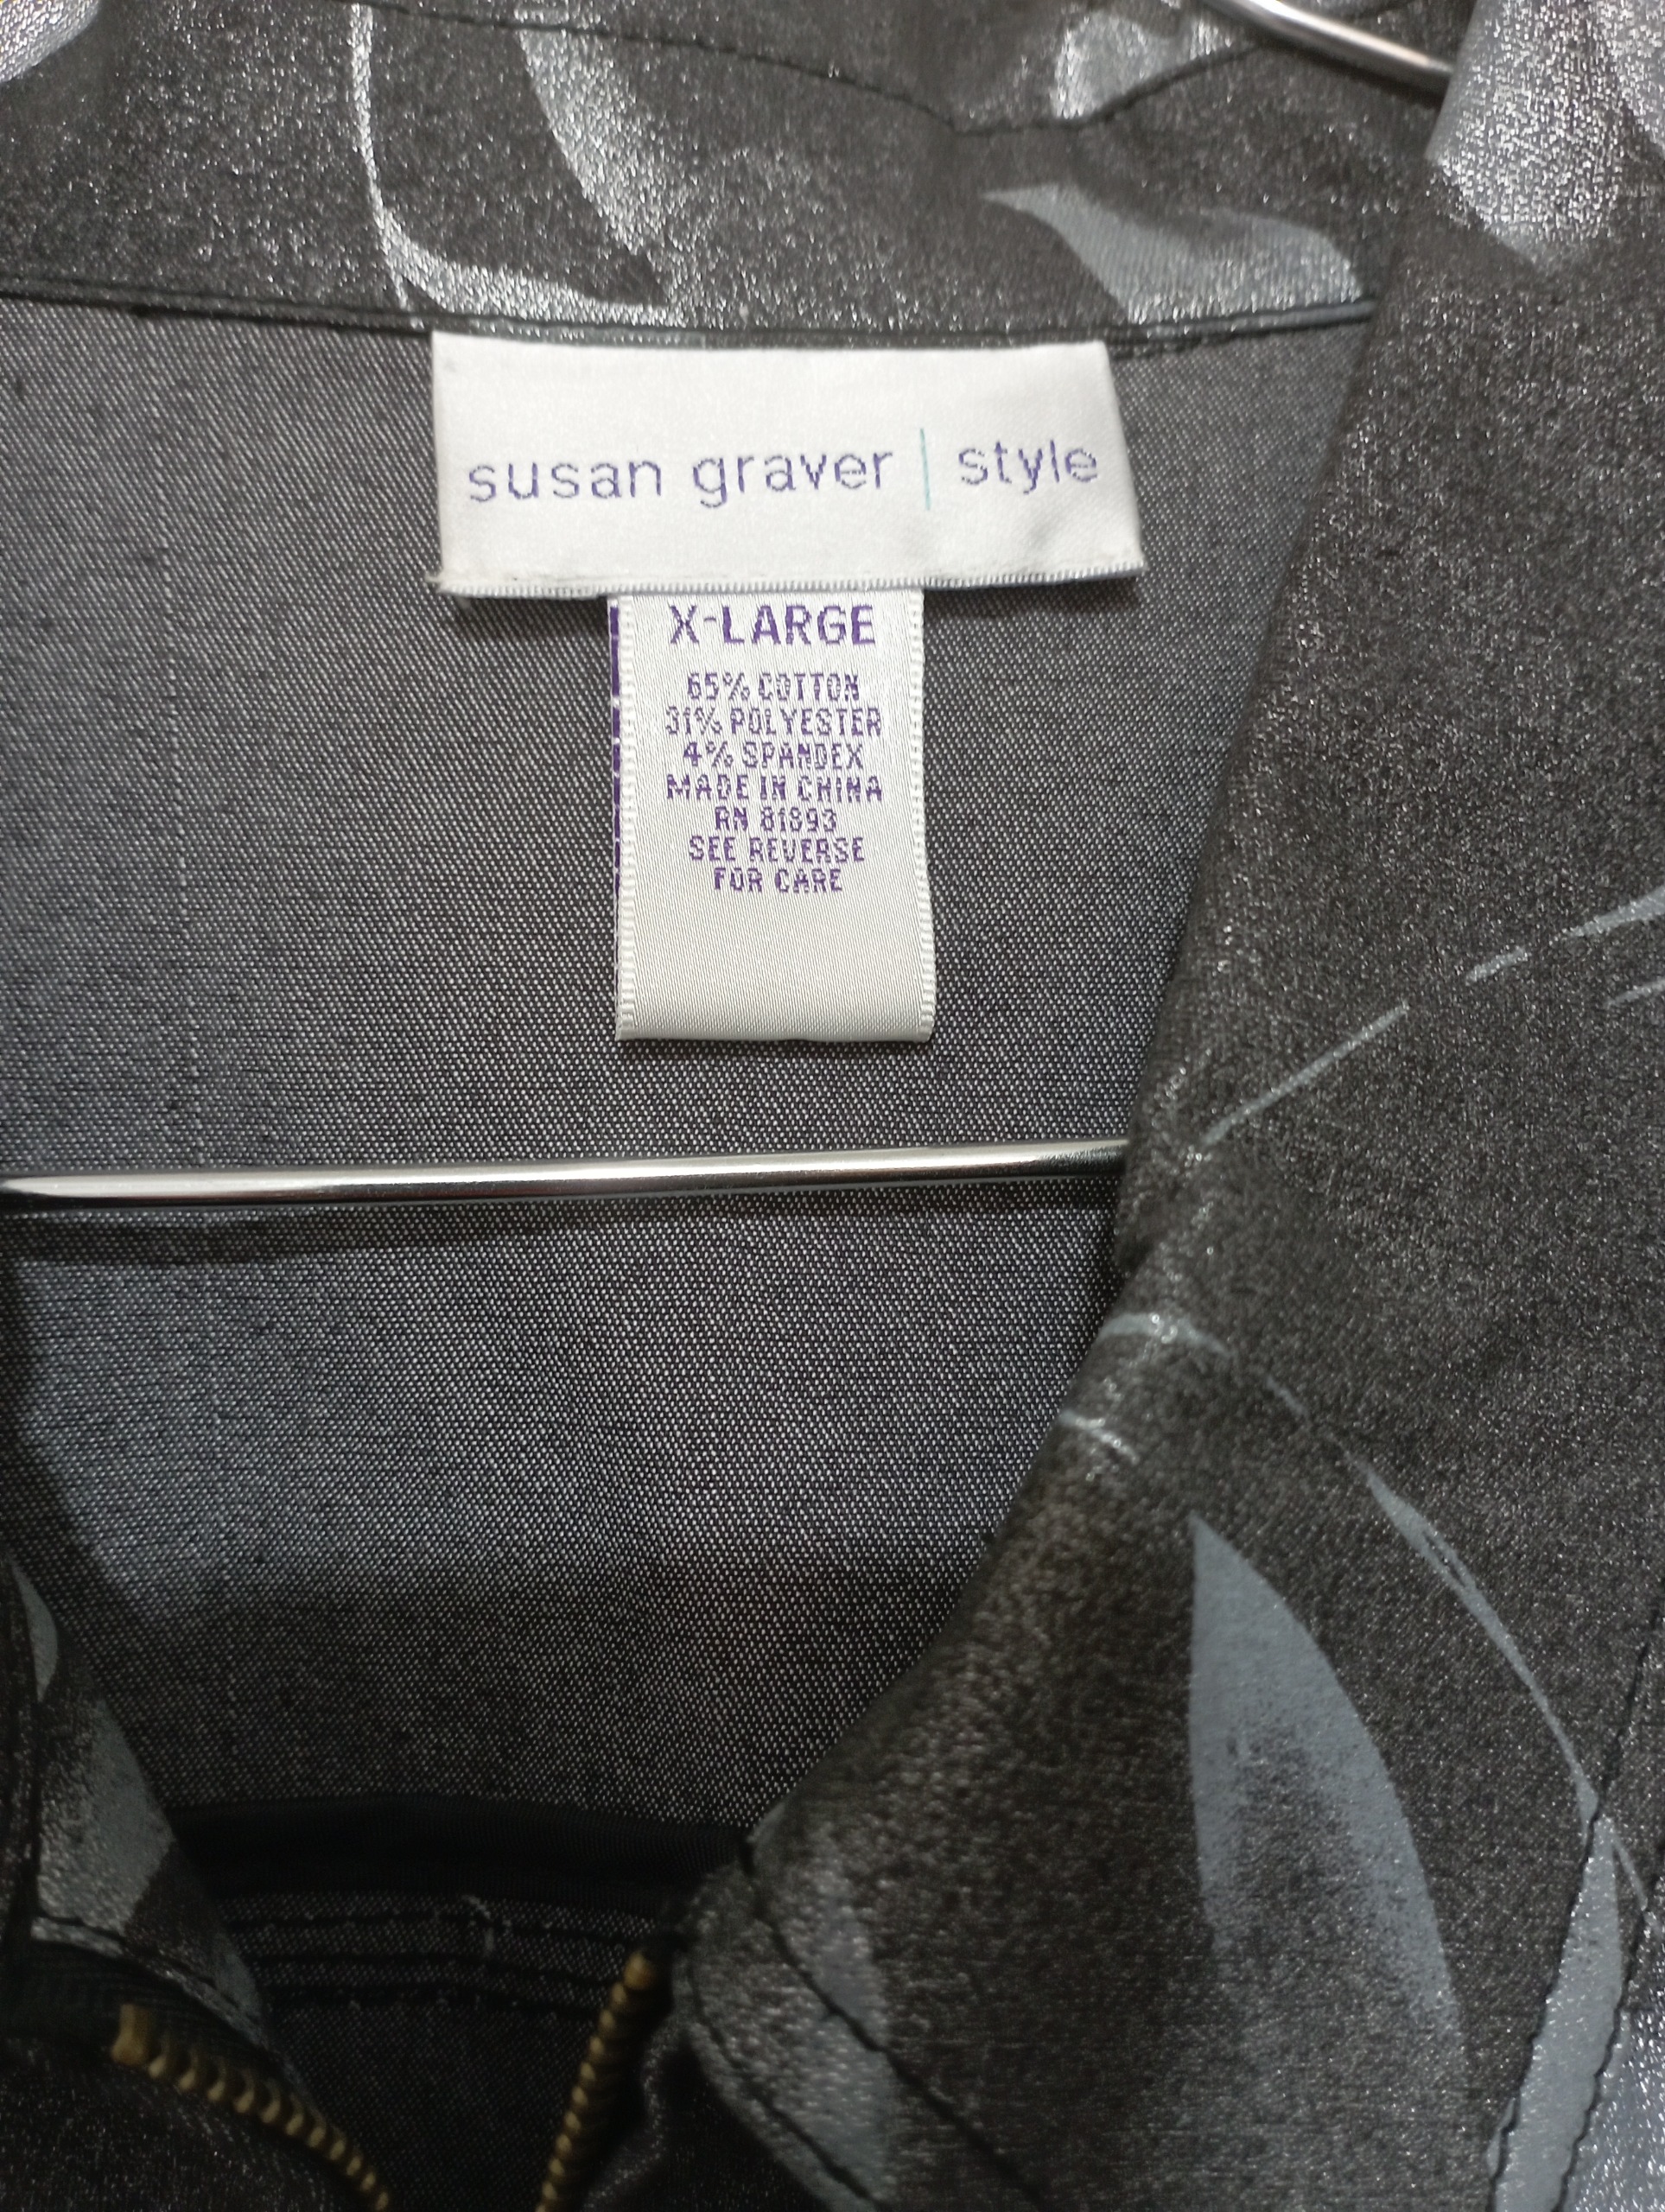 susan graver | style
X-LARGE
65% COTTON
31% POLYESTER
4% SPANDEX
MADE IN CHINA
RN 81893
SEE REVERSE
FOR CARE